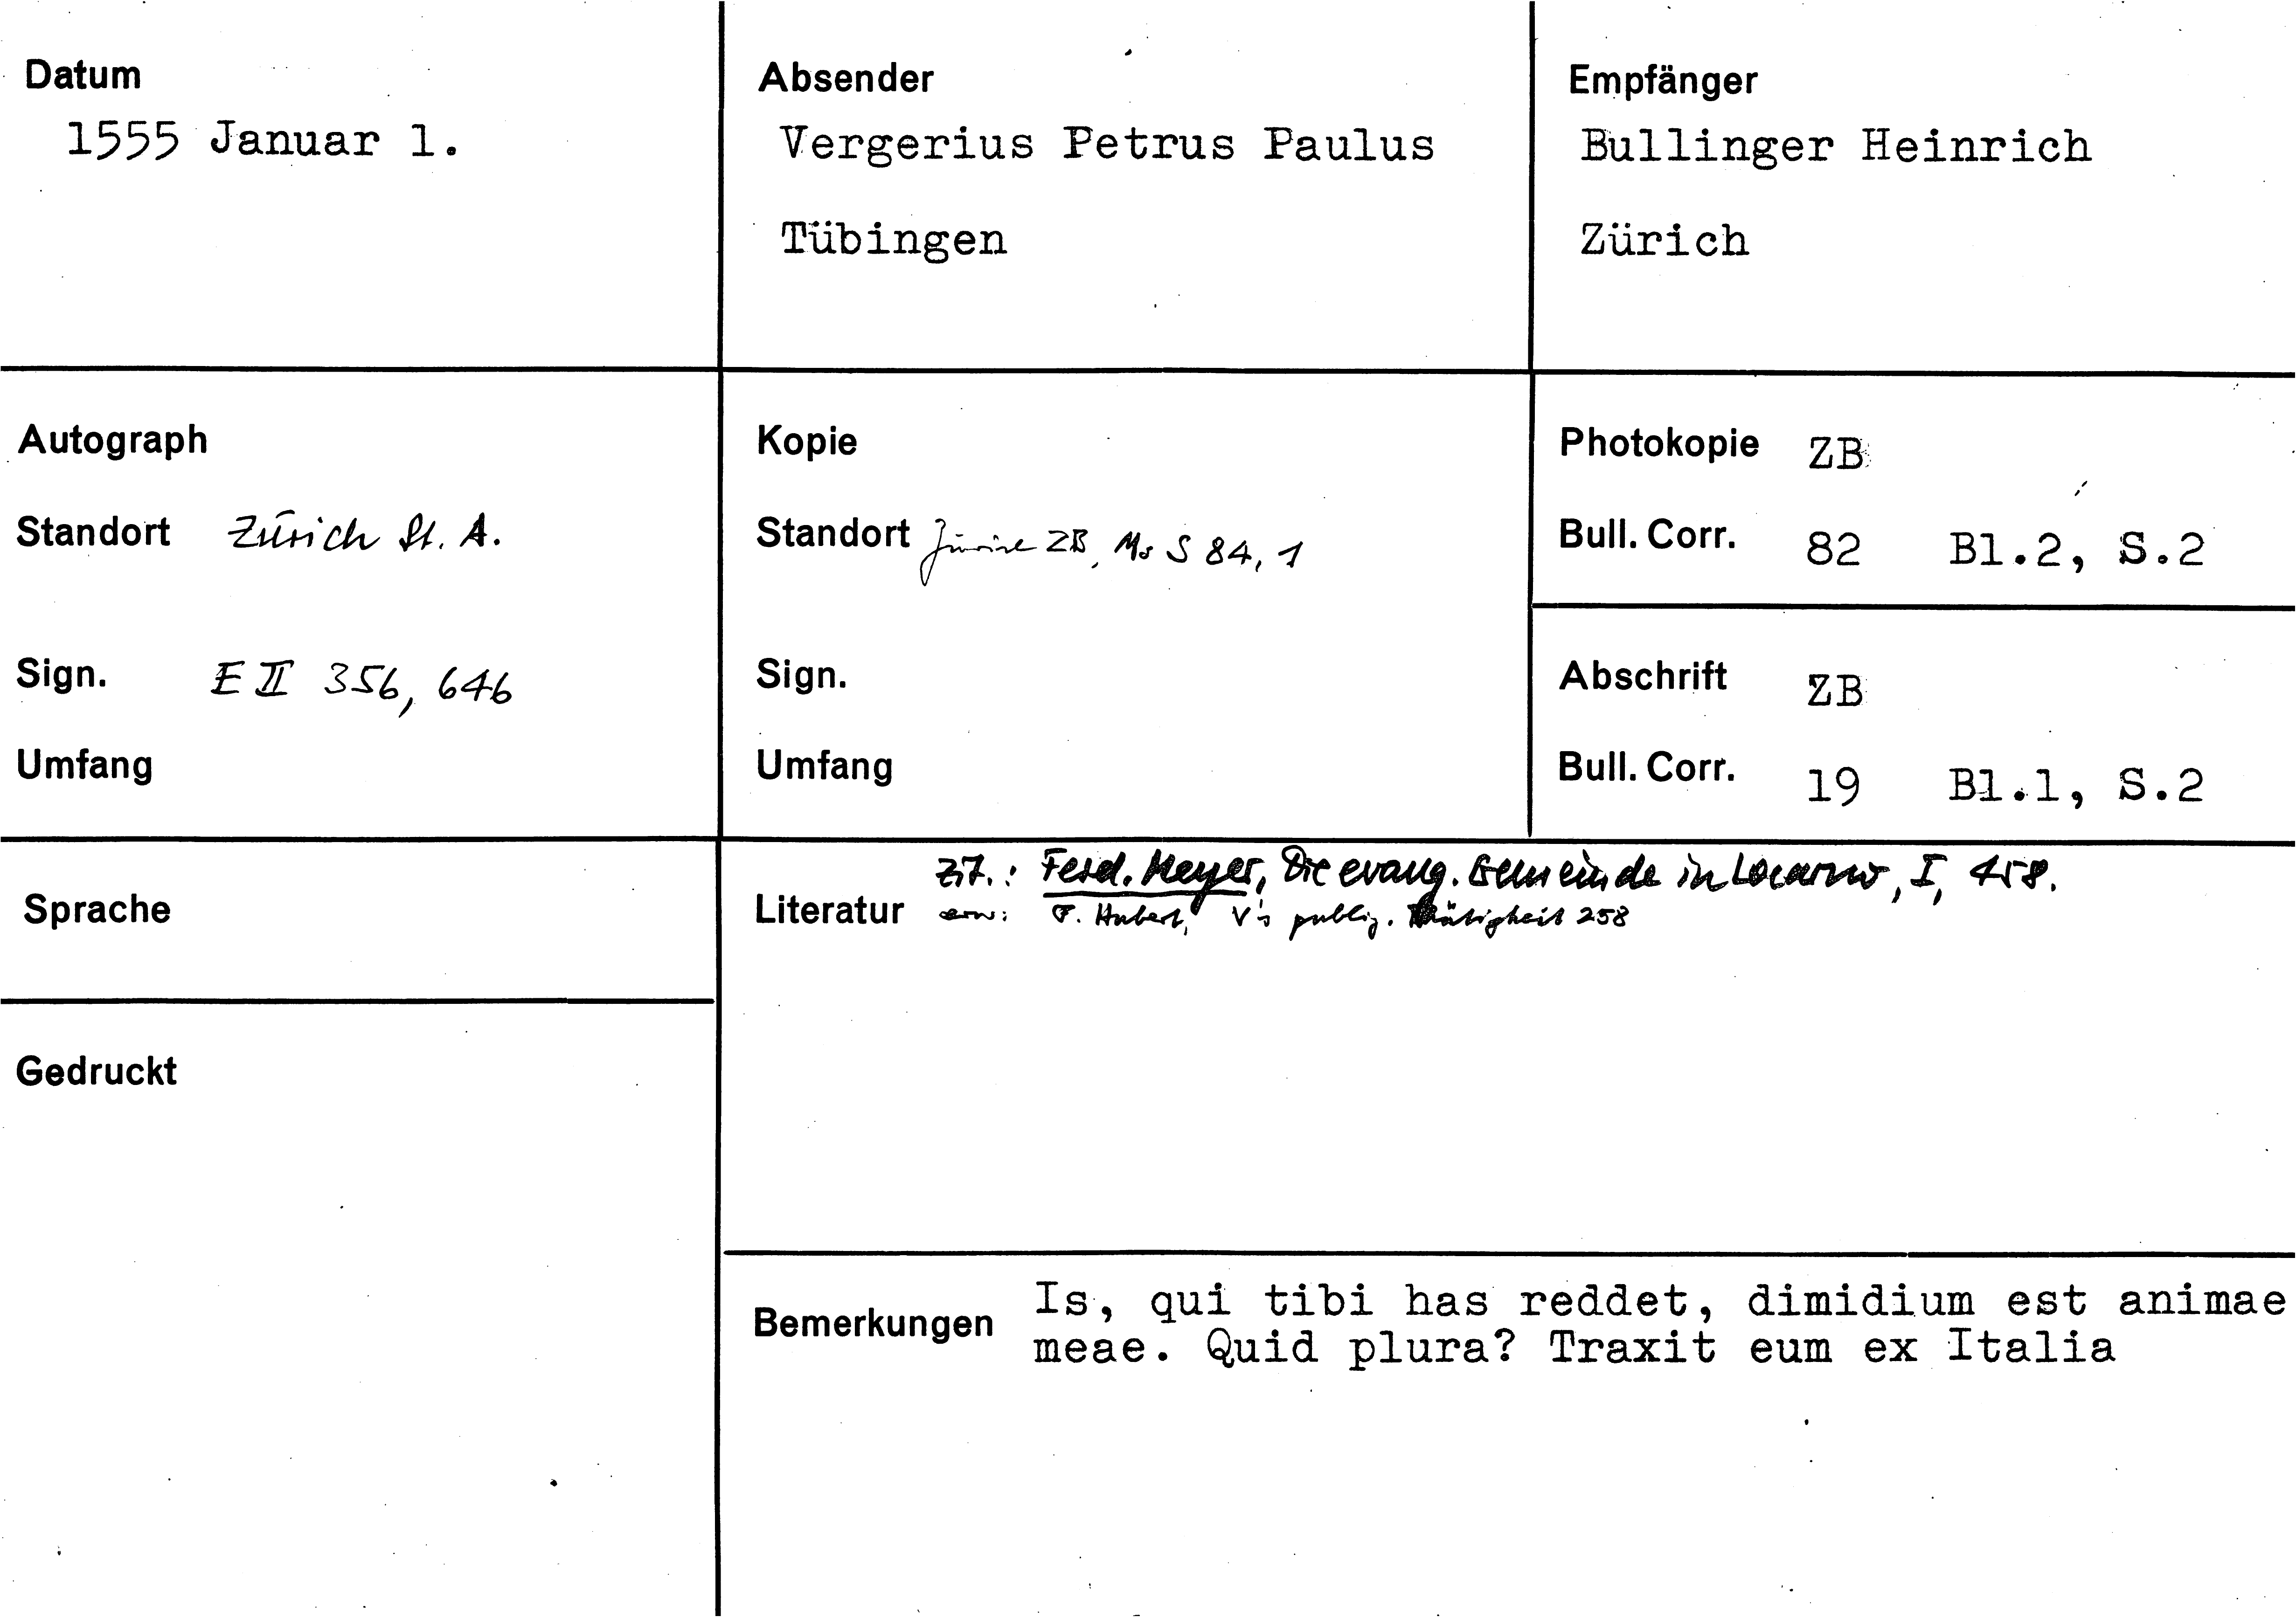 Datum
1555 Januar 1.
Absender
Vergerius Petrus Paulus
Tübingen
Empfänger
Bullinger Heinrich
Zürich
Autograph
Standort Zürich St. A.
Sign. E II 356, 646
Umfang
Kopie
Standort Zürich ZB, Ms S 84, 1
Sign.
Umfang
Photokopie ZB
Bull. Corr. 82 Bl.2, S.2
Abschrift ZB
Bull. Corr. 19 Bl.1, S.2
Sprache
Gedruckt
Zit.: Ferd. Meyer, Die evang. Gemeinde in Locarno, I, 458.
Literatur erw: F. Hubert, V's publiz. Thätigkeit 258
Bemerkungen
Is, qui tibi has reddet, dimidium est animae
meae. Quid plura? Traxit eum ex Italia